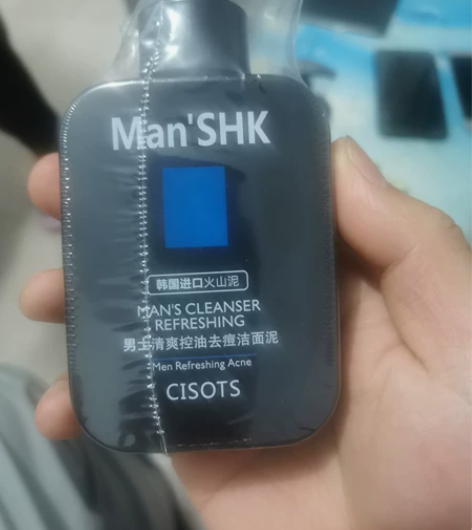 Man'SHK
韩国进口火山泥
MAN'S CLEANSER
REFRESHING
男士清爽控油去痘洁面泥
Men Refreshing Acne
CISOTS